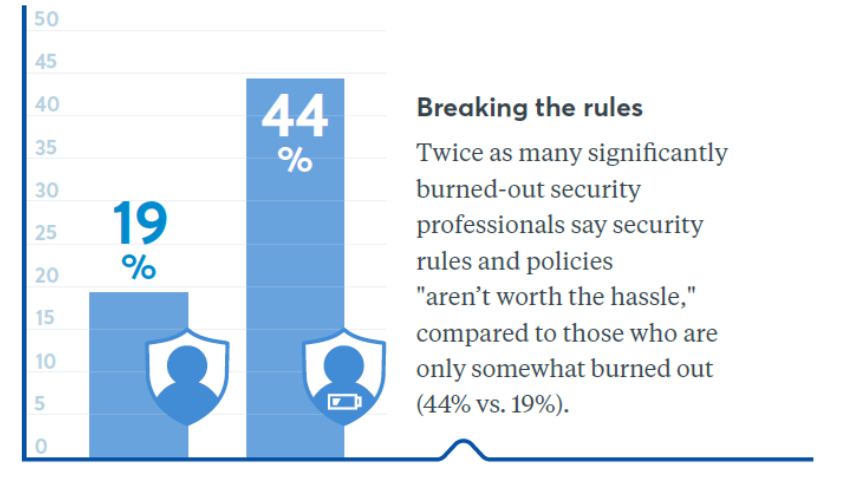 50
45
40
35
30
25
20
15
10
5
0
19
%
44
%
Breaking the rules
Twice as many significantly
burned-out security
professionals say security
rules and policies
"aren’t worth the hassle,"
compared to those who are
only somewhat burned out
(44% vs. 19%).